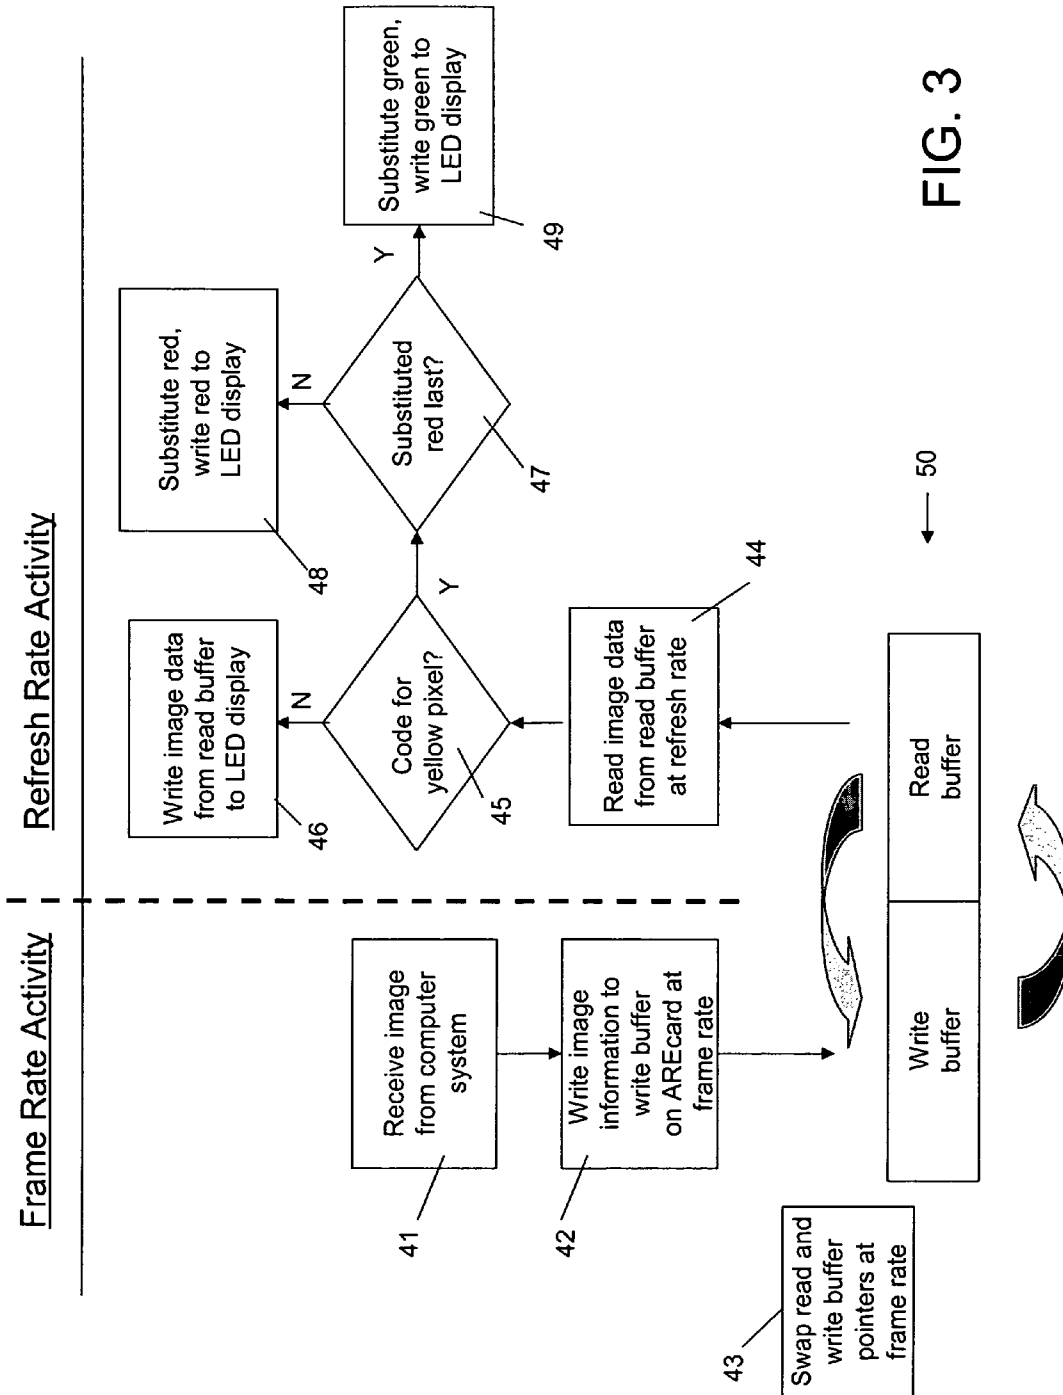 Frame Rate Activity
Refresh Rate Activity
Receive image
from computer
system
41
Write image
information to
write buffer
on AREcard at
frame rate
42
Swap read and
write buffer
pointers at
frame rate
43
Write
buffer
Read
buffer
50
Read image data
from read buffer
at refresh rate
44
Code for
yellow pixel?
45
N
Y
Write image data
from read buffer
to LED display
46
Substituted
red last?
47
N
Y
Substitute red,
write red to
LED display
48
Substitute green,
write green to
LED display
49
FIG. 3